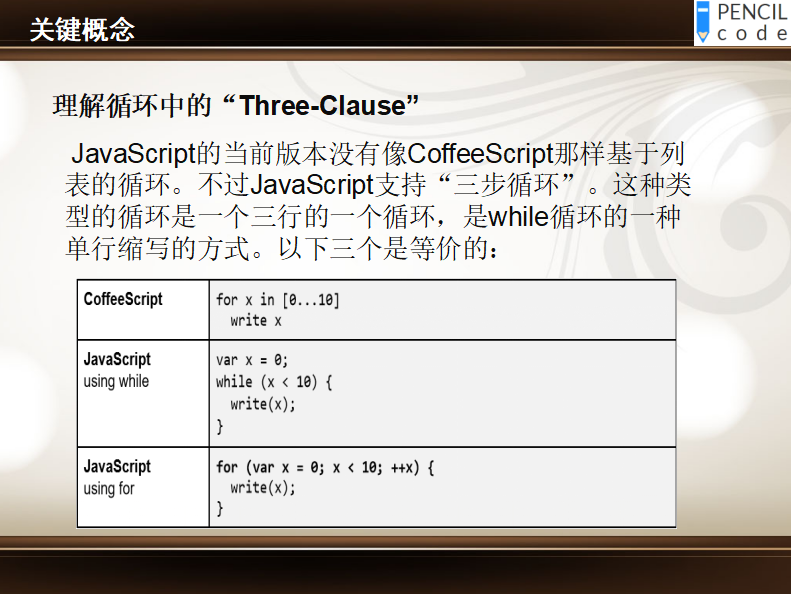 关键概念
PENCIL
code
理解循环中的“Three-Clause”
JavaScript的当前版本没有像CoffeeScript那样基于列
表的循环。不过JavaScript支持“三步循环”。这种类
型的循环是一个三行的一个循环，是while循环的一种
单行缩写的方式。以下三个是等价的：
CoffeeScript
for x in [0...10]
write x
JavaScript
using while
var x = 0;
while (x < 10) {
write(x);
}
JavaScript
using for
for (var x = 0; x < 10; ++x) {
write(x);
}